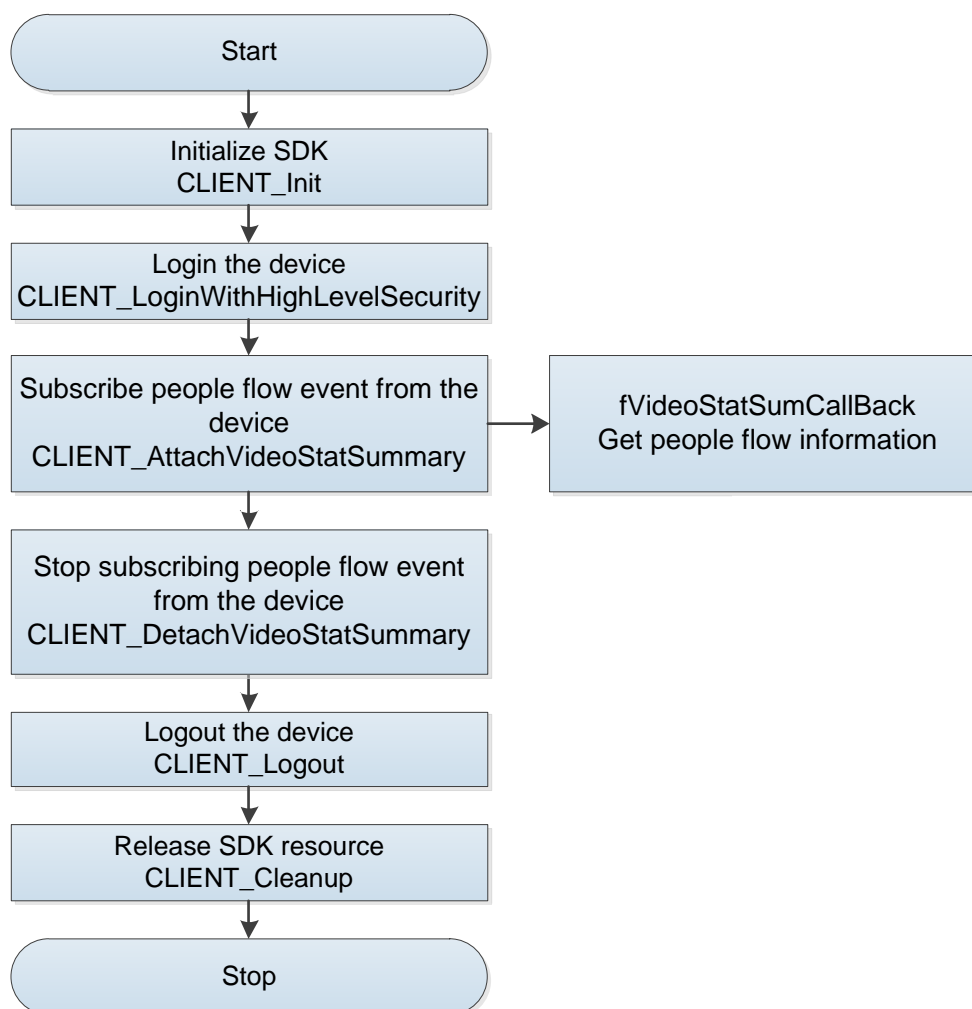 Start
Initialize SDK
CLIENT_Init
Login the device
CLIENT_LoginWithHighLevelSecurity
Subscribe people flow event from the
device
CLIENT_AttachVideoStatSummary
fVideoStatSumCallBack
Get people flow information
Stop subscribing people flow event
from the device
CLIENT_DetachVideoStatSummary
Logout the device
CLIENT_Logout
Release SDK resource
CLIENT_Cleanup
Stop